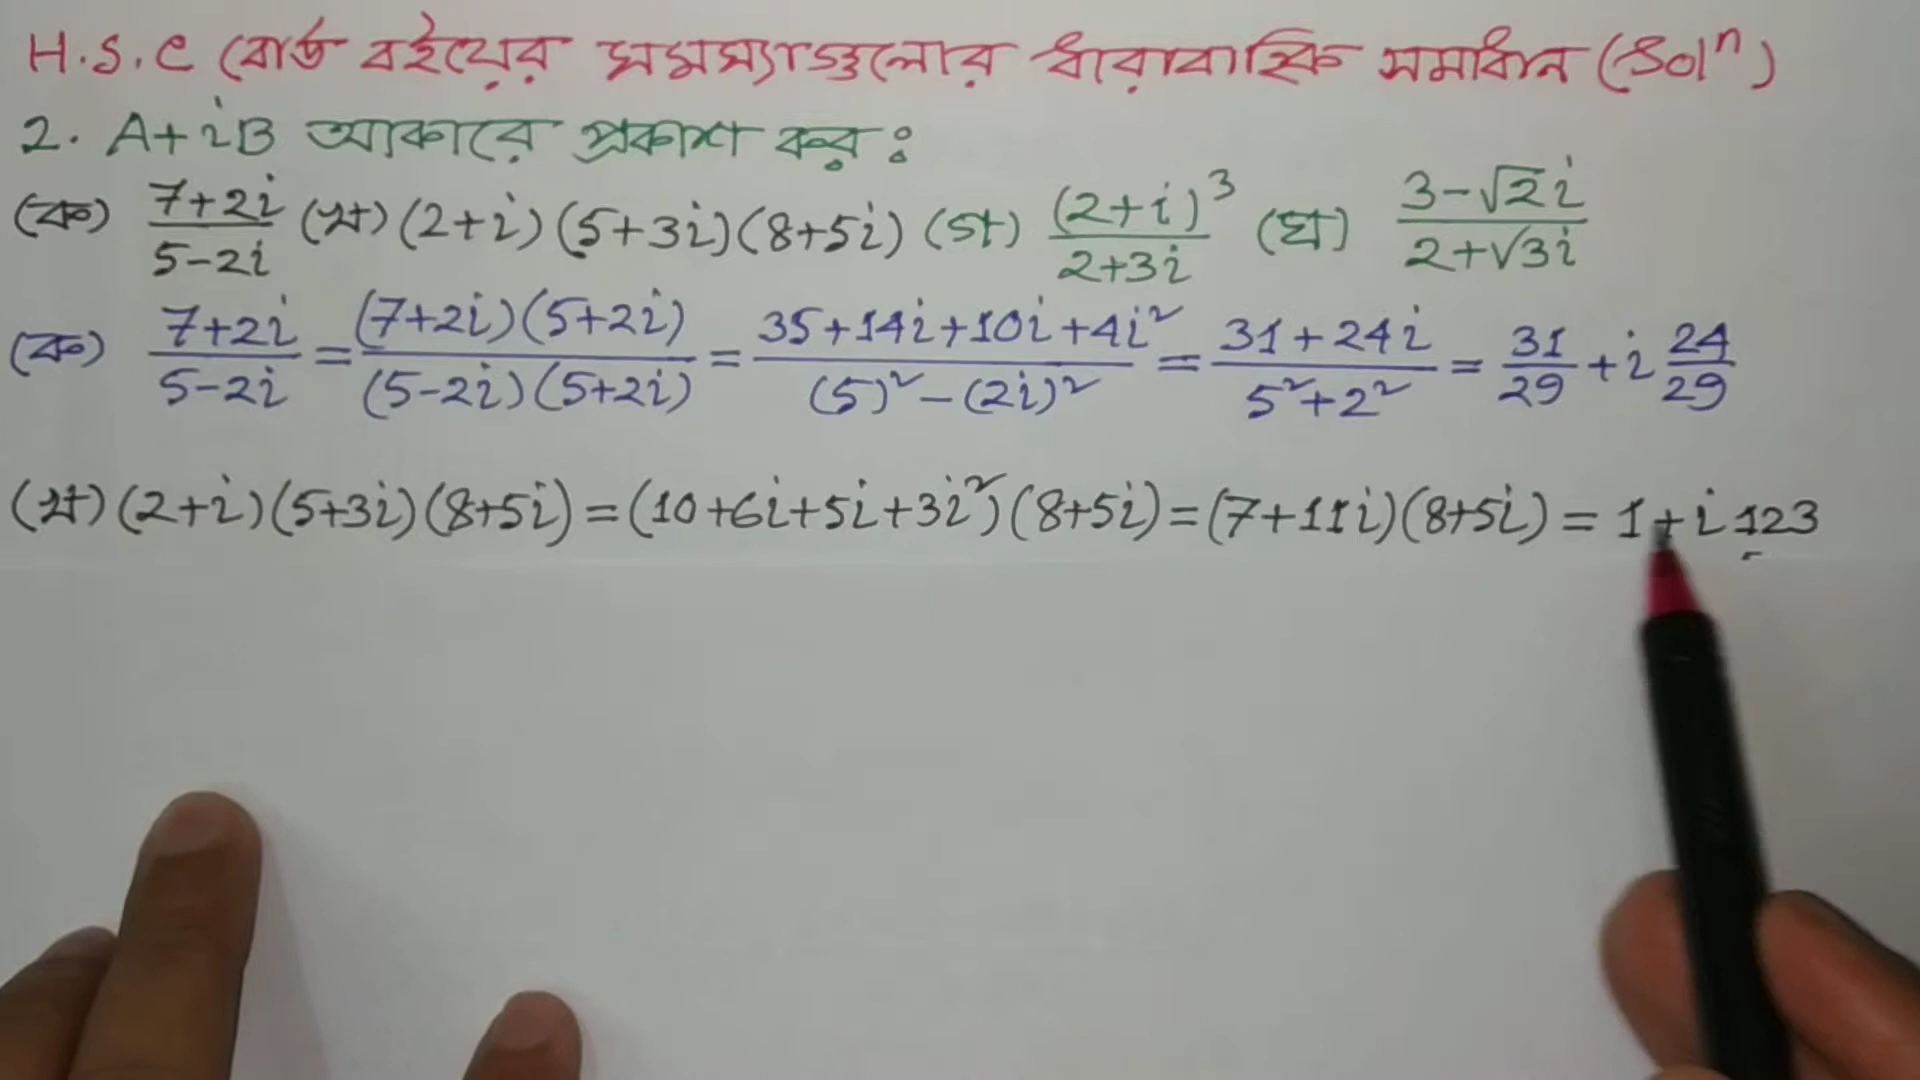 H.S.C বোর্ড বইয়ের সমস্যাগুলোর ধারাবাহিক সমাধান (Solⁿ)
2. A+iB আকারে প্রকাশ কর:
(ক) (7+2i)/(5-2i) (খ) (2+i)(5+3i)(8+5i) (গ) (2+i)³/(2+3i) (ঘ) (3-√2i)/(2+√3i)
(ক) (7+2i)/(5-2i) = (7+2i)(5+2i)/(5-2i)(5+2i) = (35+14i+10i+4i²)/((5)²-(2i)²) = (31+24i)/(5²+2²) = 31/29 + i 24/29
(খ) (2+i)(5+3i)(8+5i) = (10+6i+5i+3i²)(8+5i) = (7+11i)(8+5i) = 1+i 123